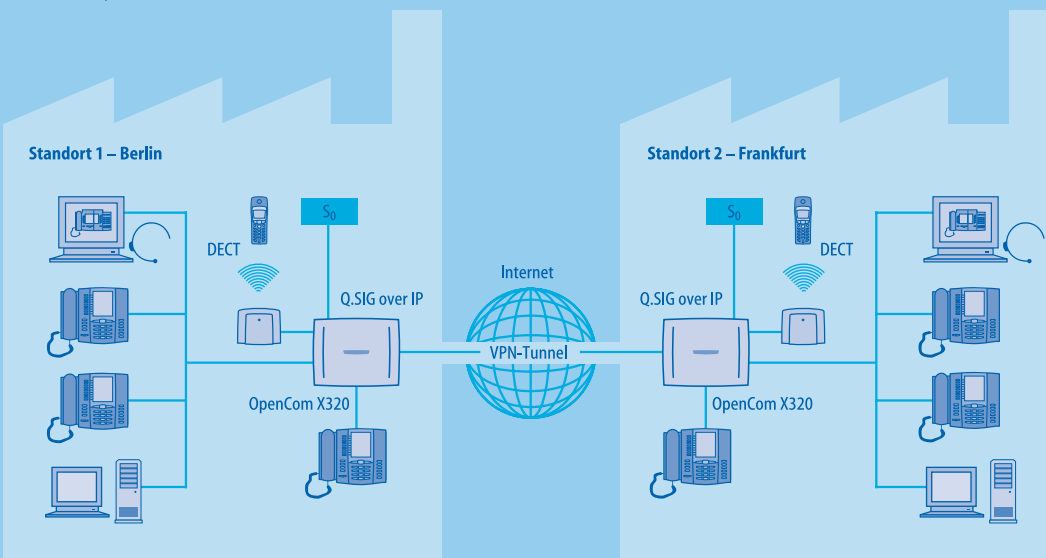 Standort 1 – Berlin
S₀
DECT
Q.SIG over IP
OpenCom X320
Internet
VPN-Tunnel
Standort 2 – Frankfurt
S₀
DECT
Q.SIG over IP
OpenCom X320